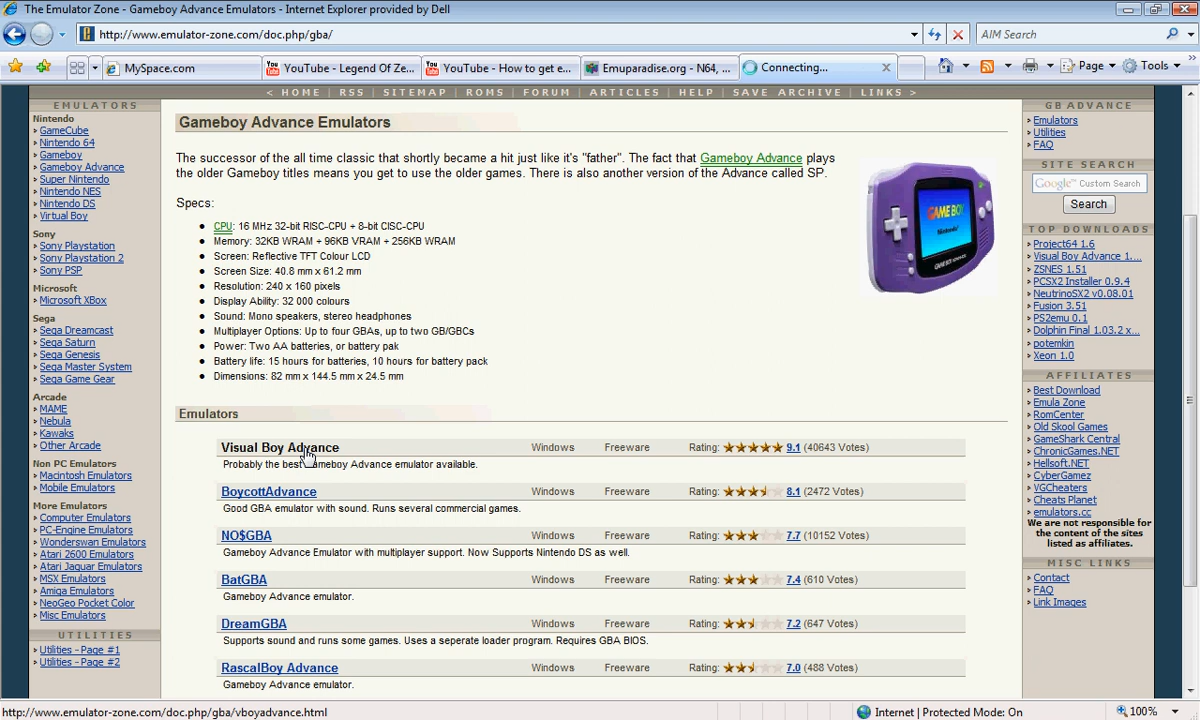 The Emulator Zone - Gameboy Advance Emulators - Internet Explorer provided by Dell
http://www.emulator-zone.com/doc.php/gba/
AIM Search
MySpace.com
YouTube - Legend Of Ze...
YouTube - How to get e...
Emuparadise.org - N64, ...
Connecting...
Page
Tools
< HOME | RSS | SITEMAP | ROMS | FORUM | ARTICLES | HELP | SAVE ARCHIVE | LINKS >
EMULATORS
Nintendo
GameCube
Nintendo 64
Gameboy
Gameboy Advance
Super Nintendo
Nintendo NES
Nintendo DS
Virtual Boy
Sony
Sony Playstation
Sony Playstation 2
Sony PSP
Microsoft
Microsoft XBox
Sega
Sega Dreamcast
Sega Saturn
Sega Genesis
Sega Master System
Sega Game Gear
Arcade
MAME
Nebula
Kawaks
Other Arcade
Non PC Emulators
Macintosh Emulators
Mobile Emulators
More Emulators
Computer Emulators
PC-Engine Emulators
Wonderswan Emulators
Atari 2600 Emulators
Atari Jaguar Emulators
MSX Emulators
Amiga Emulators
NeoGeo Pocket Color
Misc Emulators
UTILITIES
Utilities - Page #1
Utilities - Page #2
Gameboy Advance Emulators
The successor of the all time classic that shortly became a hit just like it's "father". The fact that Gameboy Advance plays
the older Gameboy titles means you get to use the older games. There is also another version of the Advance called SP.
Specs:
CPU: 16 MHz 32-bit RISC-CPU + 8-bit CISC-CPU
Memory: 32KB WRAM + 96KB VRAM + 256KB WRAM
Screen: Reflective TFT Colour LCD
Screen Size: 40.8 mm x 61.2 mm
Resolution: 240 x 160 pixels
Display Ability: 32 000 colours
Sound: Mono speakers, stereo headphones
Multiplayer Options: Up to four GBAs, up to two GB/GBCs
Power: Two AA batteries, or battery pak
Battery life: 15 hours for batteries, 10 hours for battery pack
Dimensions: 82 mm x 144.5 mm x 24.5 mm
GAME BOY
Nintendo
Emulators
Visual Boy Advance Windows Freeware Rating: 9.1 (40643 Votes)
Probably the best Gameboy Advance emulator available.
BoycottAdvance Windows Freeware Rating: 8.1 (2472 Votes)
Good GBA emulator with sound. Runs several commercial games.
NO$GBA Windows Freeware Rating: 7.7 (10152 Votes)
Gameboy Advance Emulator with multiplayer support. Now Supports Nintendo DS as well.
BatGBA Windows Freeware Rating: 7.4 (610 Votes)
Gameboy Advance emulator.
DreamGBA Windows Freeware Rating: 7.2 (647 Votes)
Supports sound and runs some games. Uses a seperate loader program. Requires GBA BIOS.
RascalBoy Advance Windows Freeware Rating: 7.0 (488 Votes)
Gameboy Advance emulator.
GB ADVANCE
Emulators
Utilities
FAQ
SITE SEARCH
Google™ Custom Search
Search
TOP DOWNLOADS
Project64 1.6
Visual Boy Advance 1....
ZSNES 1.51
PCSX2 Installer 0.9.4
NeutrinoSX2 v0.08.01
Fusion 3.51
PS2emu 0.1
Dolphin Final 1.03.2 x...
potemkin
Xeon 1.0
AFFILIATES
Best Download
Emula Zone
RomCenter
Old Skool Games
GameShark Central
ChronicGames.NET
Hellsoft.NET
CyberGamez
VGCheaters
Cheats Planet
emulators.cc
We are not responsible for
the content of the sites
listed as affiliates.
MISC LINKS
Contact
FAQ
Link Images
http://www.emulator-zone.com/doc.php/gba/vboyadvance.html
Internet | Protected Mode: On
100%